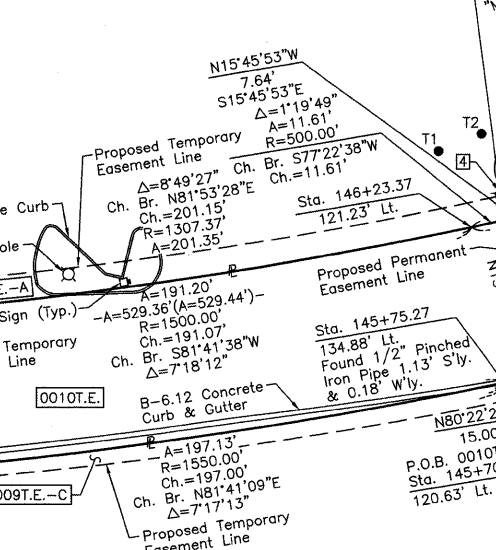 N15°45'53"W
7.64'
S15°45'53"E
Δ=1°19'49"
A=11.61'
R=500.00'
Ch. Br. S77°22'38"W
Ch.=11.61'
T1
T2
4
Proposed Temporary
Easement Line
Δ=8°49'27"
Ch. Br. N81°53'28"E
Ch.=201.15'
R=1307.37'
A=201.35'
Sta. 146+23.37
121.23' Lt.
Curb
Proposed Permanent
Easement Line
E.-A
Sign (Typ.)
Temporary
Line
A=191.20'
-A=529.36'(A=529.44')-
R=1500.00'
Ch.=191.07'
Ch. Br. S81°41'38"W
Δ=7°18'12"
Sta. 145+75.27
134.88' Lt.
Found 1/2" Pinched
Iron Pipe 1.13' S'ly.
& 0.18' W'ly.
0010T.E.
B-6.12 Concrete
Curb & Gutter
A=197.13'
R=1550.00'
Ch.=197.00'
Ch. Br. N81°41'09"E
Δ=7°17'13"
009T.E.-C
Proposed Temporary
Easement Line
N80°22'2
15.00
P.O.B. 0010T
Sta. 145+70
120.63' Lt.